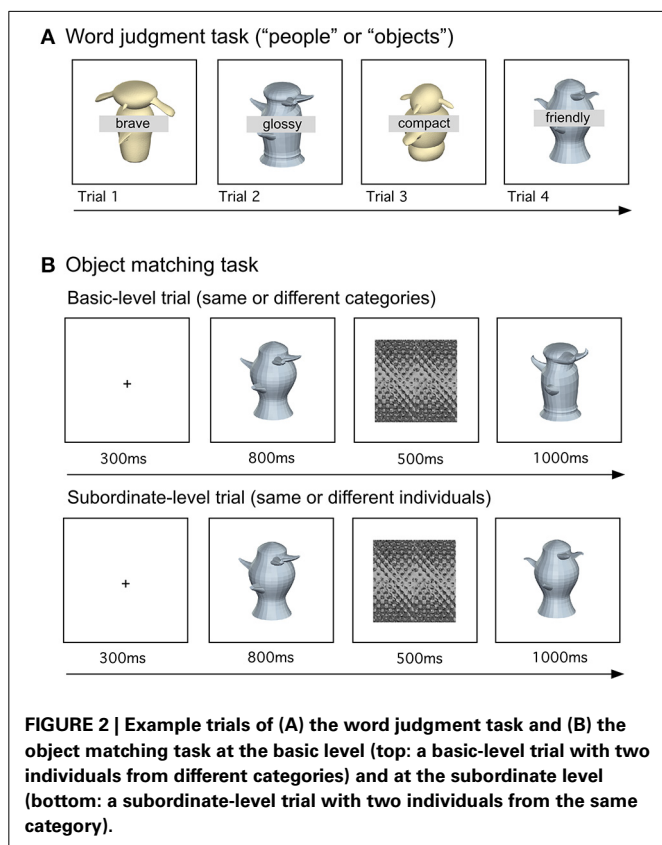 A Word judgment task (“people” or “objects”)
brave
glossy
compact
friendly
Trial 1
Trial 2
Trial 3
Trial 4
B Object matching task
Basic-level trial (same or different categories)
+
300ms
800ms
500ms
1000ms
Subordinate-level trial (same or different individuals)
+
300ms
800ms
500ms
1000ms
FIGURE 2 | Example trials of (A) the word judgment task and (B) the
object matching task at the basic level (top: a basic-level trial with two
individuals from different categories) and at the subordinate level
(bottom: a subordinate-level trial with two individuals from the same
category).